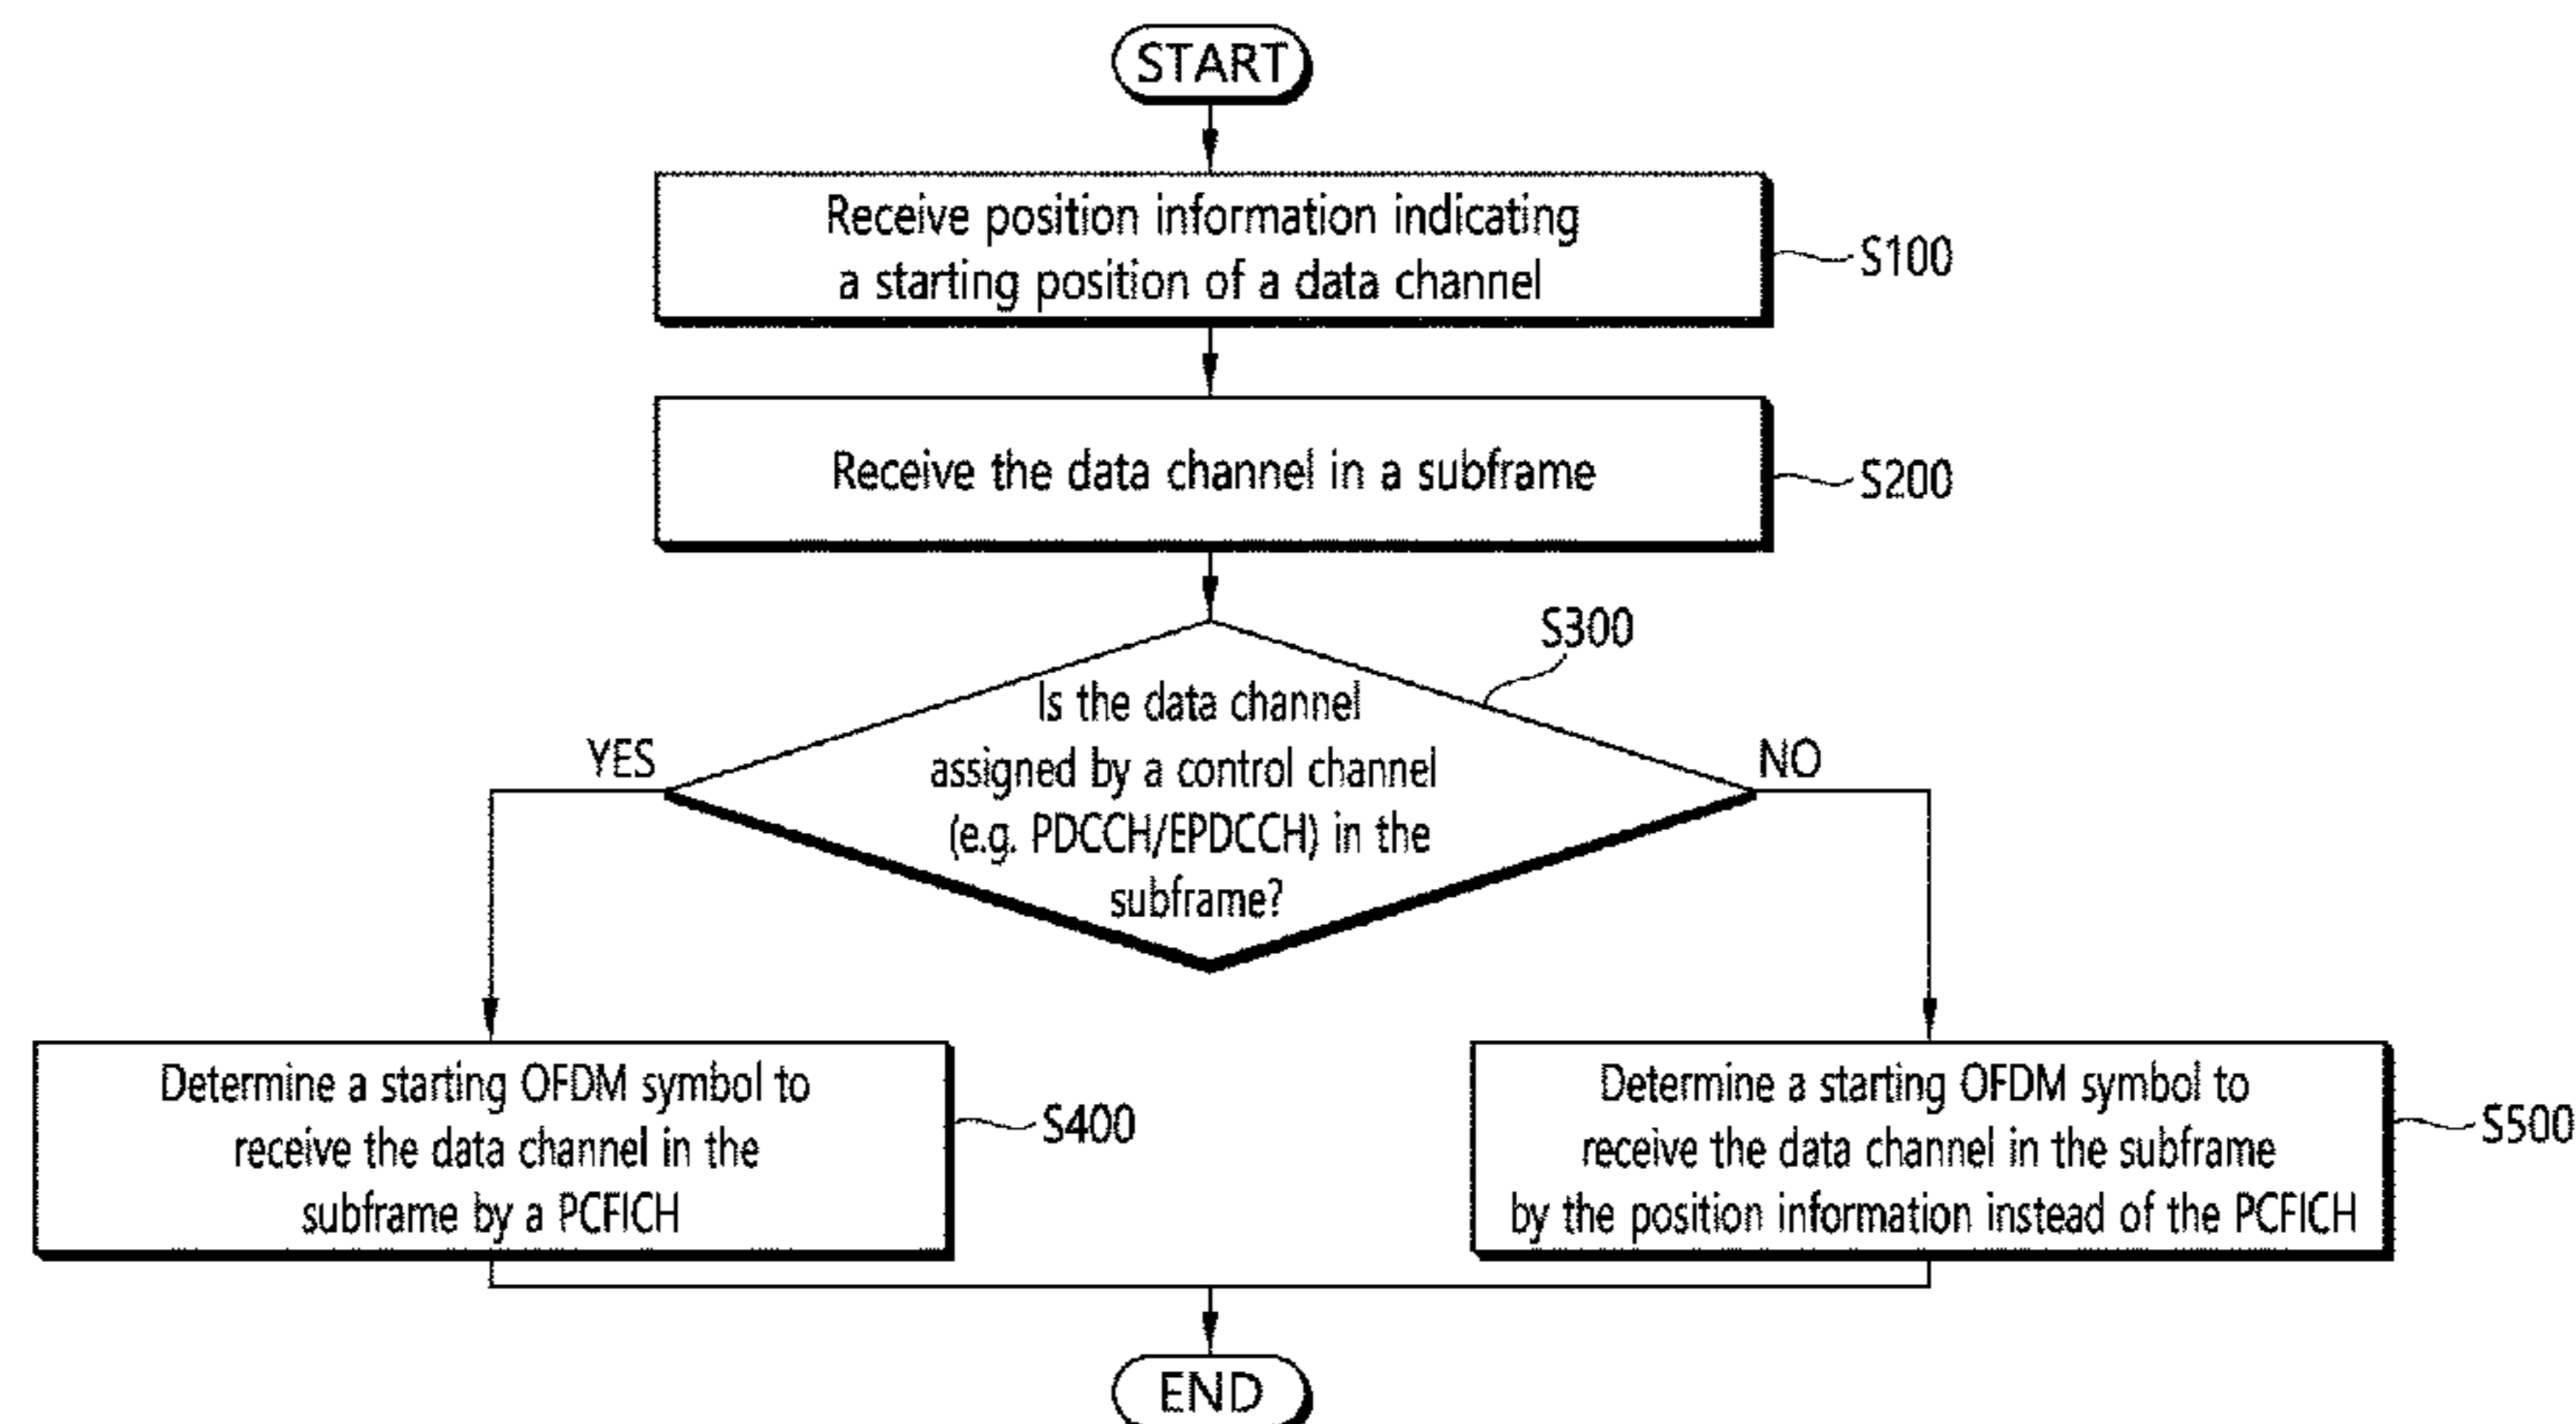 START
Receive position information indicating
a starting position of a data channel
S100
Receive the data channel in a subframe
S200
S300
Is the data channel
assigned by a control channel
(e.g. PDCCH/EPDCCH) in the
subframe?
YES
NO
Determine a starting OFDM symbol to
receive the data channel in the
subframe by a PCFICH
S400
Determine a starting OFDM symbol to
receive the data channel in the subframe
by the position information instead of the PCFICH
S500
END